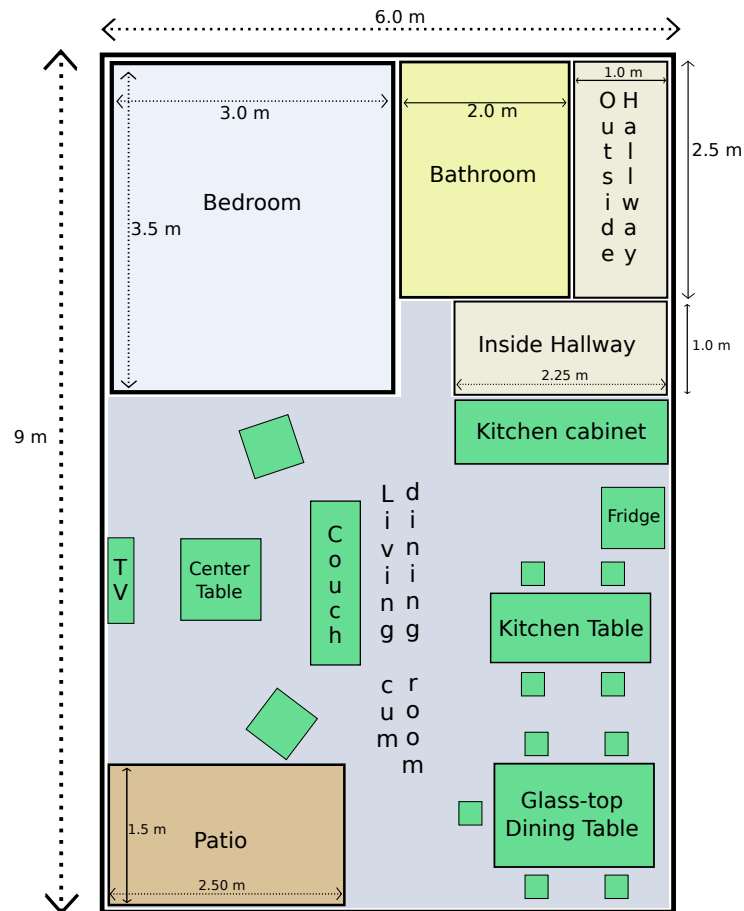 6.0 m
1.0 m
3.0 m
2.0 m
Outside
Hallway
2.5 m
Bathroom
Bedroom
3.5 m
Inside Hallway
1.0 m
2.25 m
9 m
Kitchen cabinet
Living cum
dining room
Fridge
TV
Center
Table
Couch
Kitchen Table
Glass-top
Dining Table
1.5 m
Patio
2.50 m